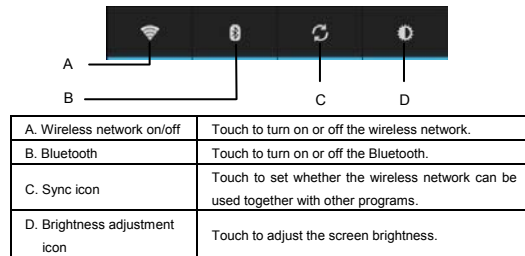 A
B
C
D
A. Wireless network on/off
Touch to turn on or off the wireless network.
B. Bluetooth
Touch to turn on or off the Bluetooth.
C. Sync icon
Touch to set whether the wireless network can be
used together with other programs.
D. Brightness adjustment
icon
Touch to adjust the screen brightness.